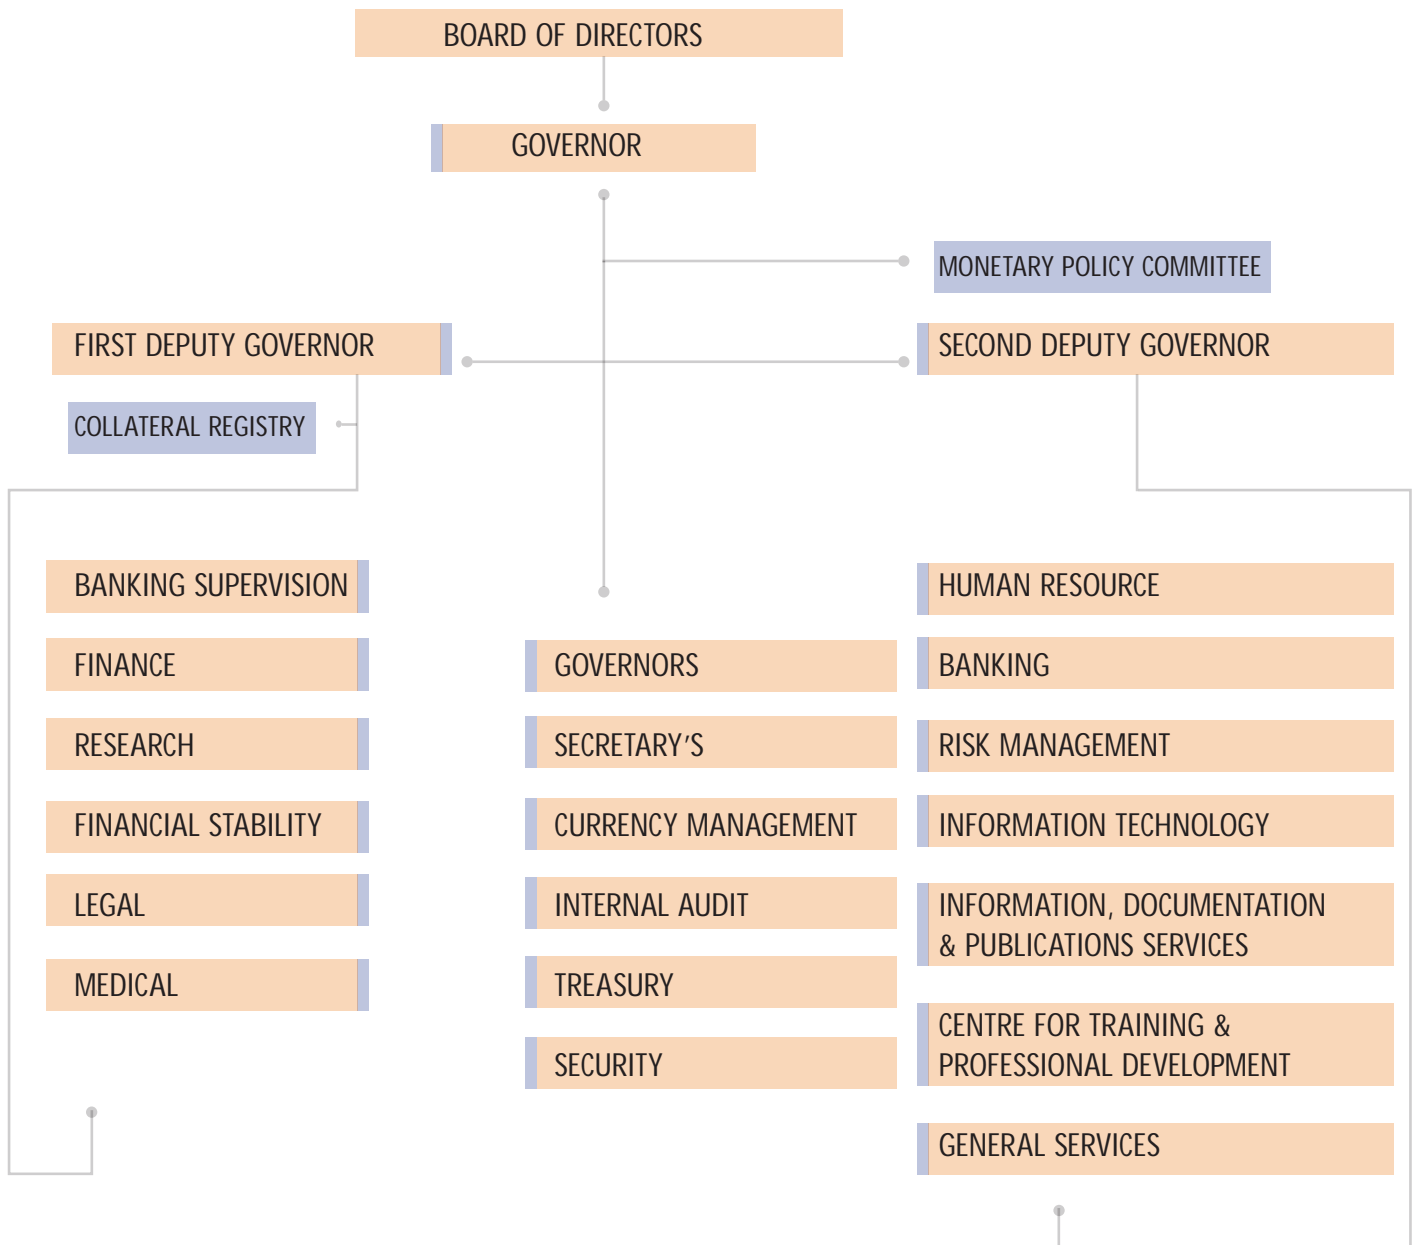 BOARD OF DIRECTORS
GOVERNOR
MONETARY POLICY COMMITTEE
FIRST DEPUTY GOVERNOR
SECOND DEPUTY GOVERNOR
COLLATERAL REGISTRY
BANKING SUPERVISION
FINANCE
RESEARCH
FINANCIAL STABILITY
LEGAL
MEDICAL
GOVERNORS
SECRETARY’S
CURRENCY MANAGEMENT
INTERNAL AUDIT
TREASURY
SECURITY
HUMAN RESOURCE
BANKING
RISK MANAGEMENT
INFORMATION TECHNOLOGY
INFORMATION, DOCUMENTATION
& PUBLICATIONS SERVICES
CENTRE FOR TRAINING &
PROFESSIONAL DEVELOPMENT
GENERAL SERVICES